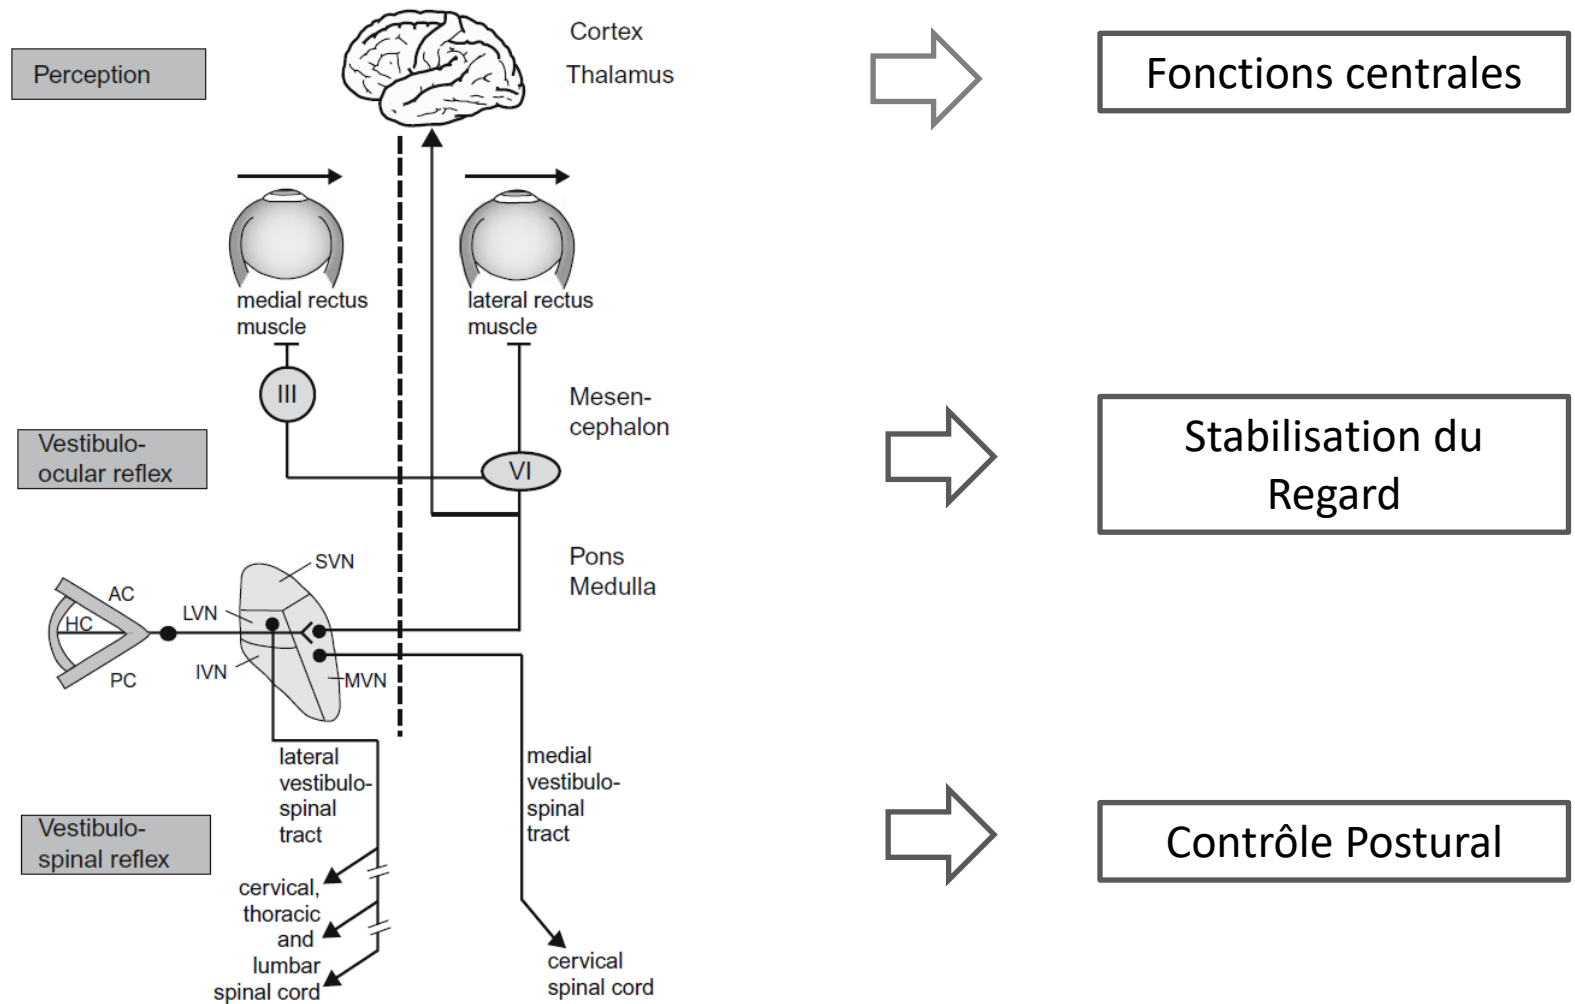 Cortex
Thalamus
Perception
Fonctions centrales
medial rectus
muscle
lateral rectus
muscle
III
Mesen-
cephalon
Vestibulo-
ocular reflex
VI
Stabilisation du
Regard
SVN
Pons
Medulla
AC
LVN
HC
IVN
PC
MVN
lateral
vestibulo-
spinal
tract
medial
vestibulo-
spinal
tract
Vestibulo-
spinal reflex
Contrôle Postural
cervical,
thoracic
and
lumbar
spinal cord
cervical
spinal cord